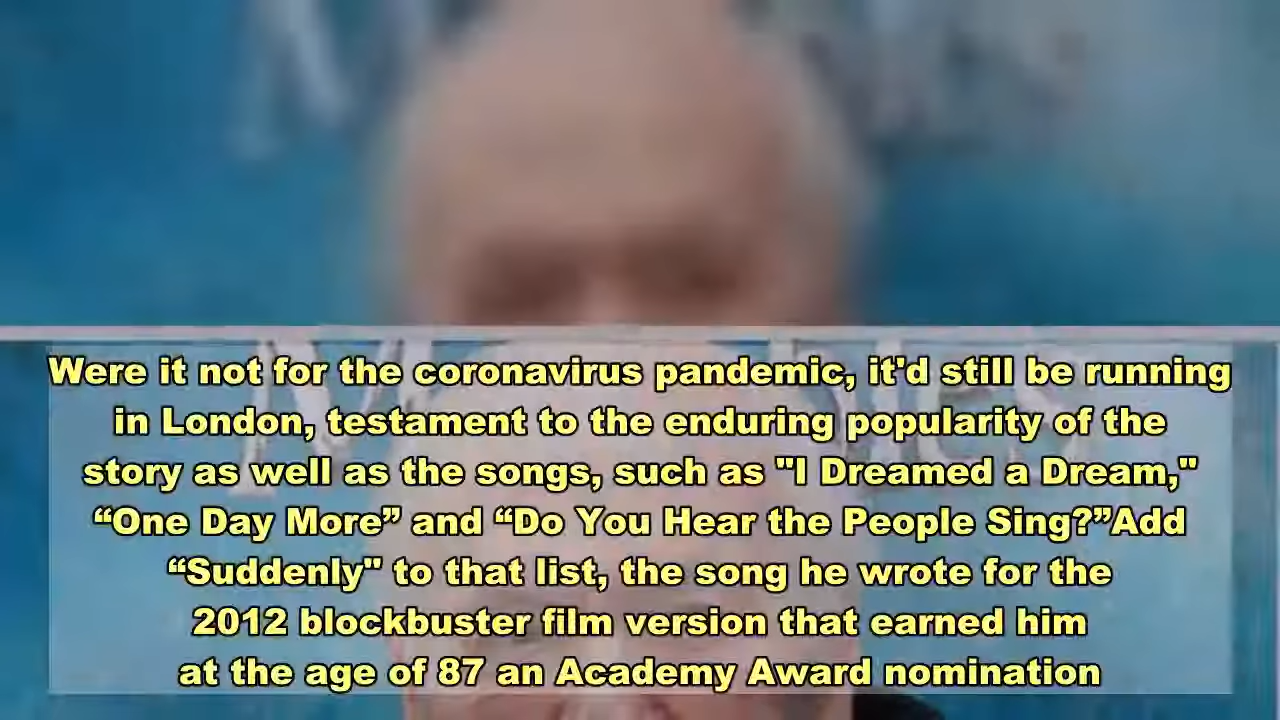 Were it not for the coronavirus pandemic, it'd still be running
in London, testament to the enduring popularity of the
story as well as the songs, such as "I Dreamed a Dream,"
“One Day More” and “Do You Hear the People Sing?”Add
“Suddenly" to that list, the song he wrote for the
2012 blockbuster film version that earned him
at the age of 87 an Academy Award nomination